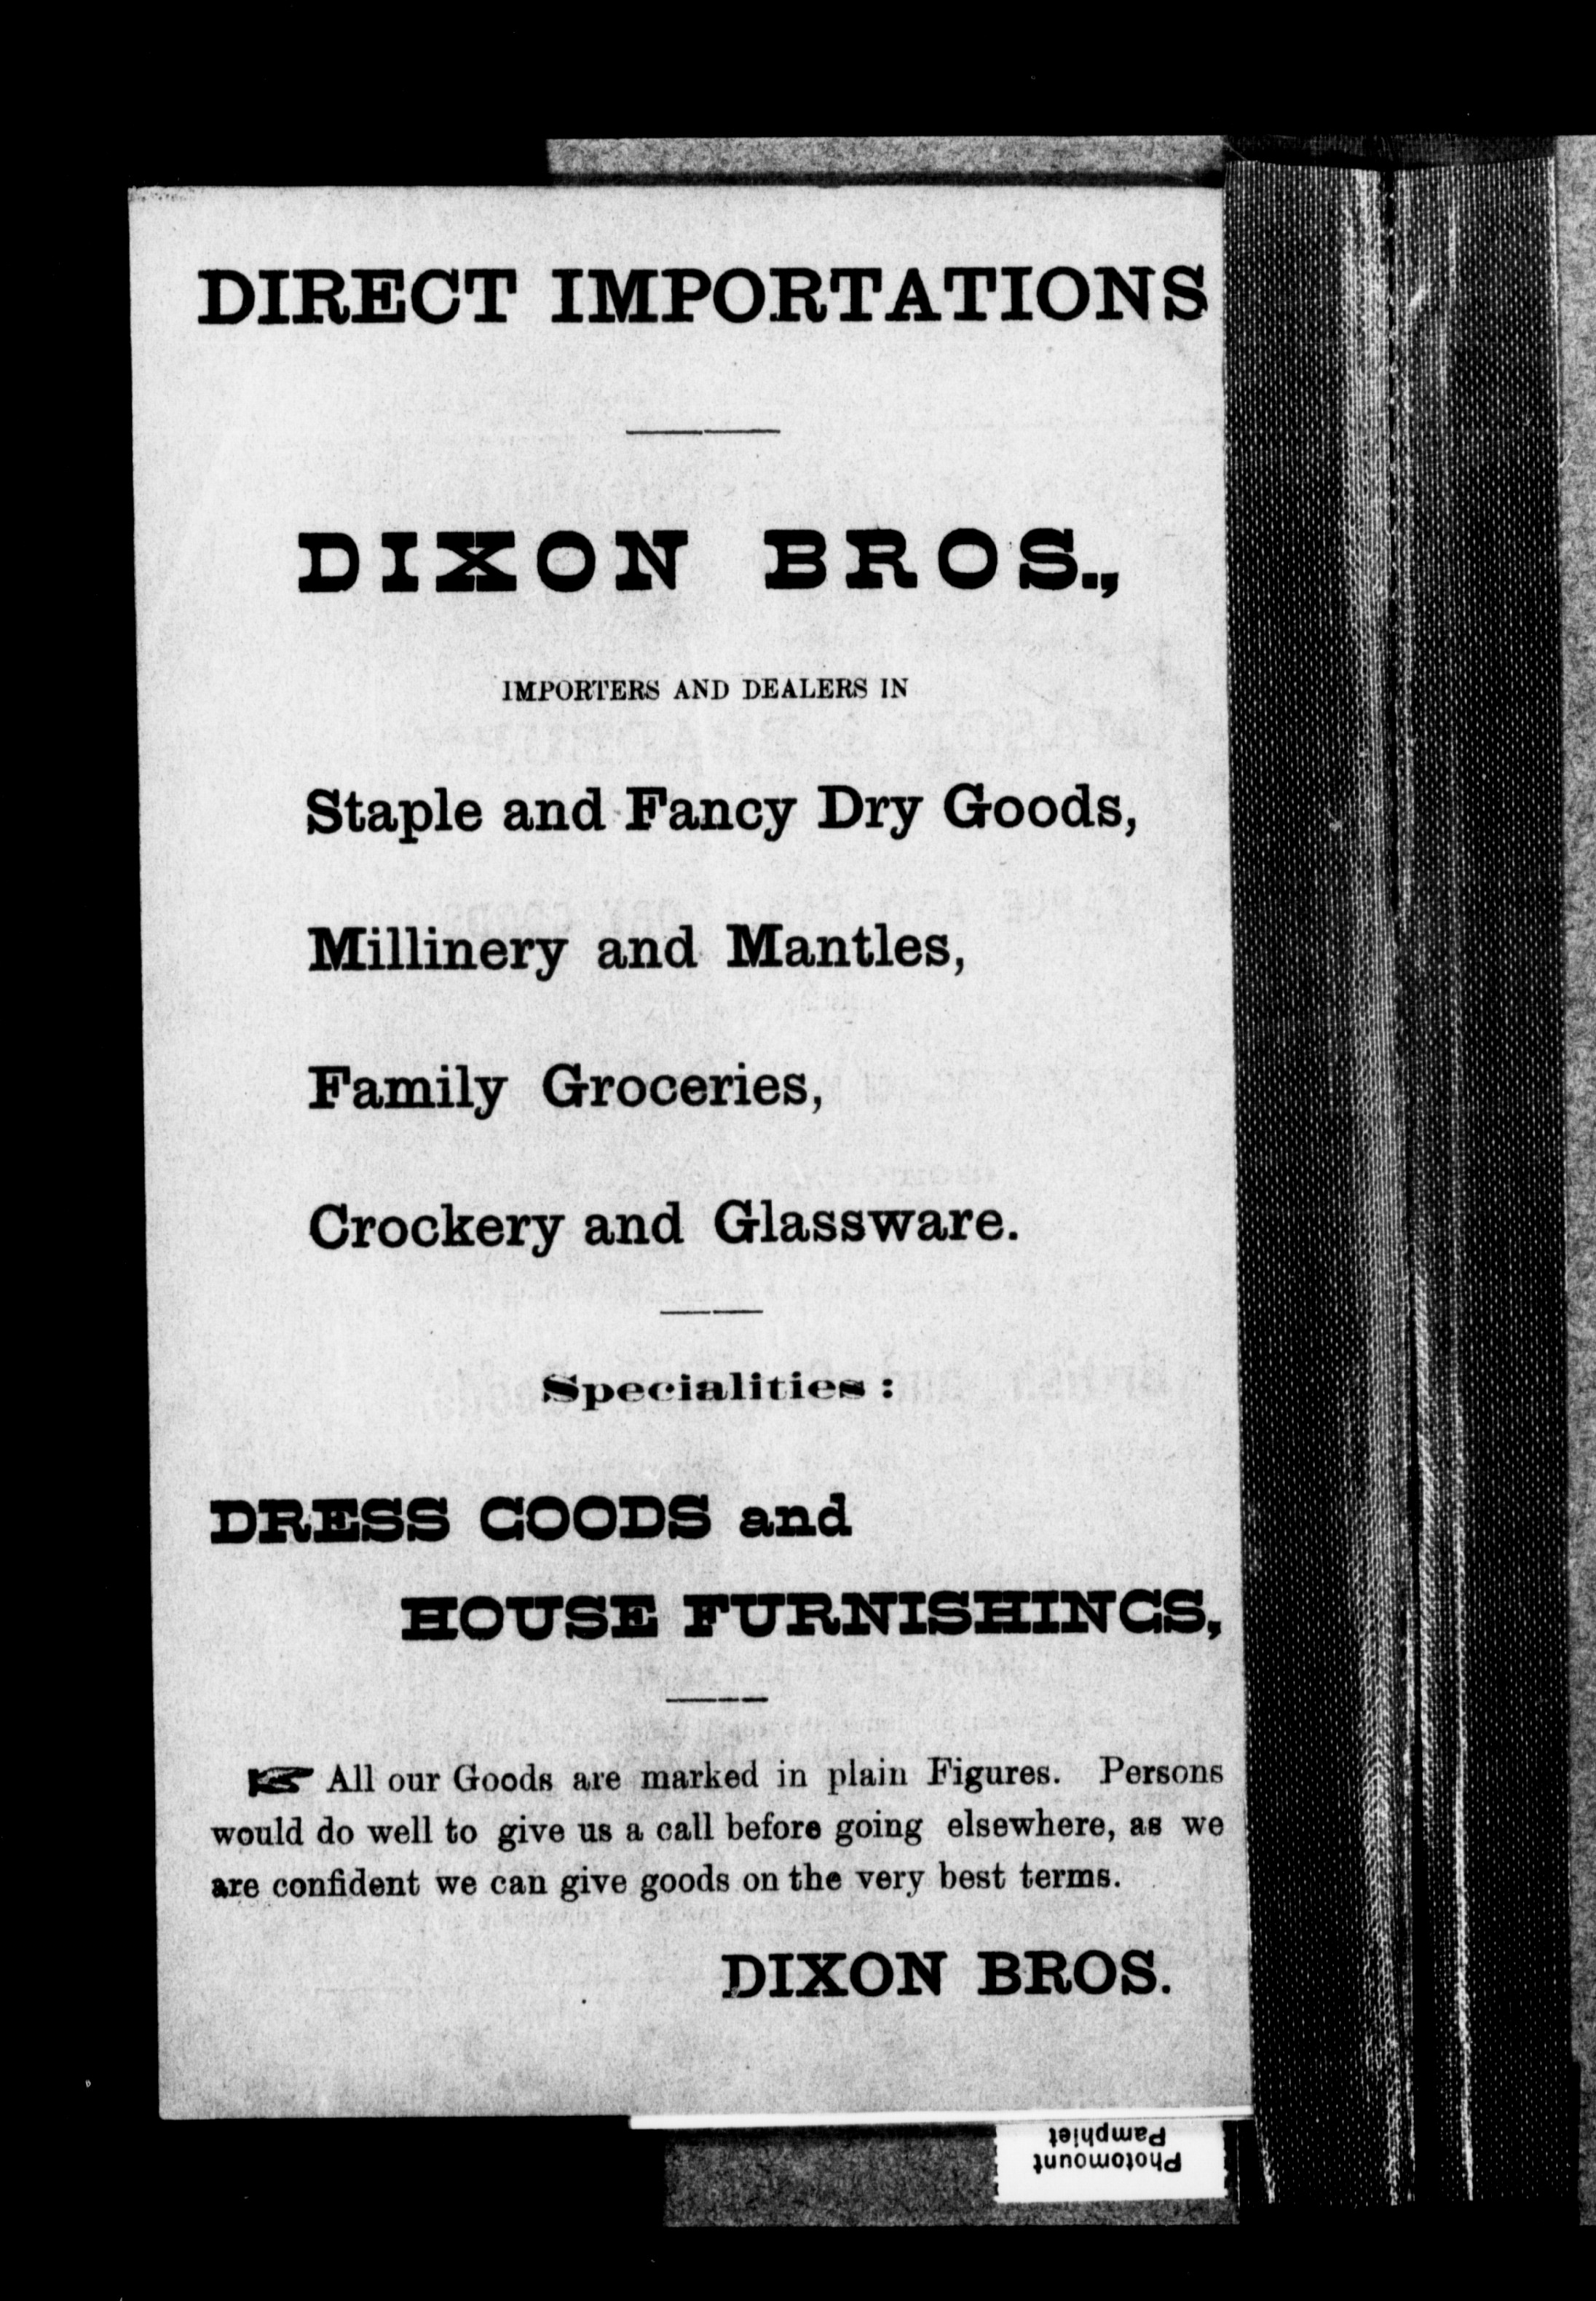 DIRECT IMPORTATIONS
DIXON BROS.,
IMPORTERS AND DEALERS IN
Staple and Fancy Dry Goods,
Millinery and Mantles,
Family Groceries,
Crockery and Glassware.
Specialities :
DRESS GOODS and
HOUSE FURNISHINGS,
☞ All our Goods are marked in plain Figures. Persons
would do well to give us a call before going elsewhere, as we
are confident we can give goods on the very best terms.
DIXON BROS.
Photomount
Pamphlet